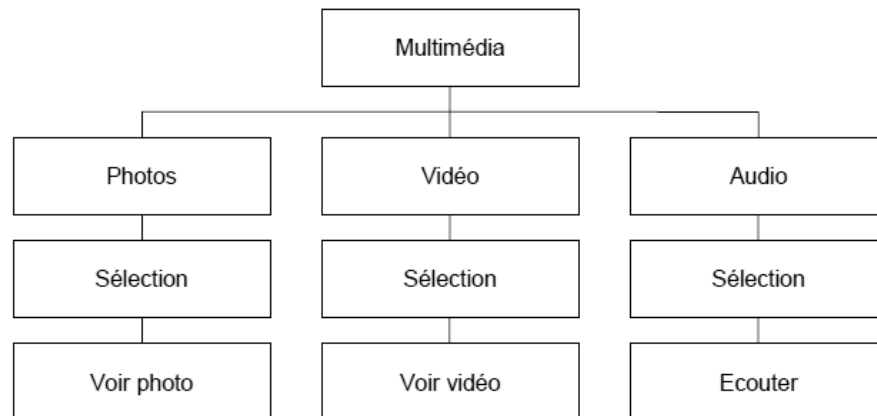 Multimédia
Photos
Vidéo
Audio
Sélection
Sélection
Sélection
Voir photo
Voir vidéo
Ecouter